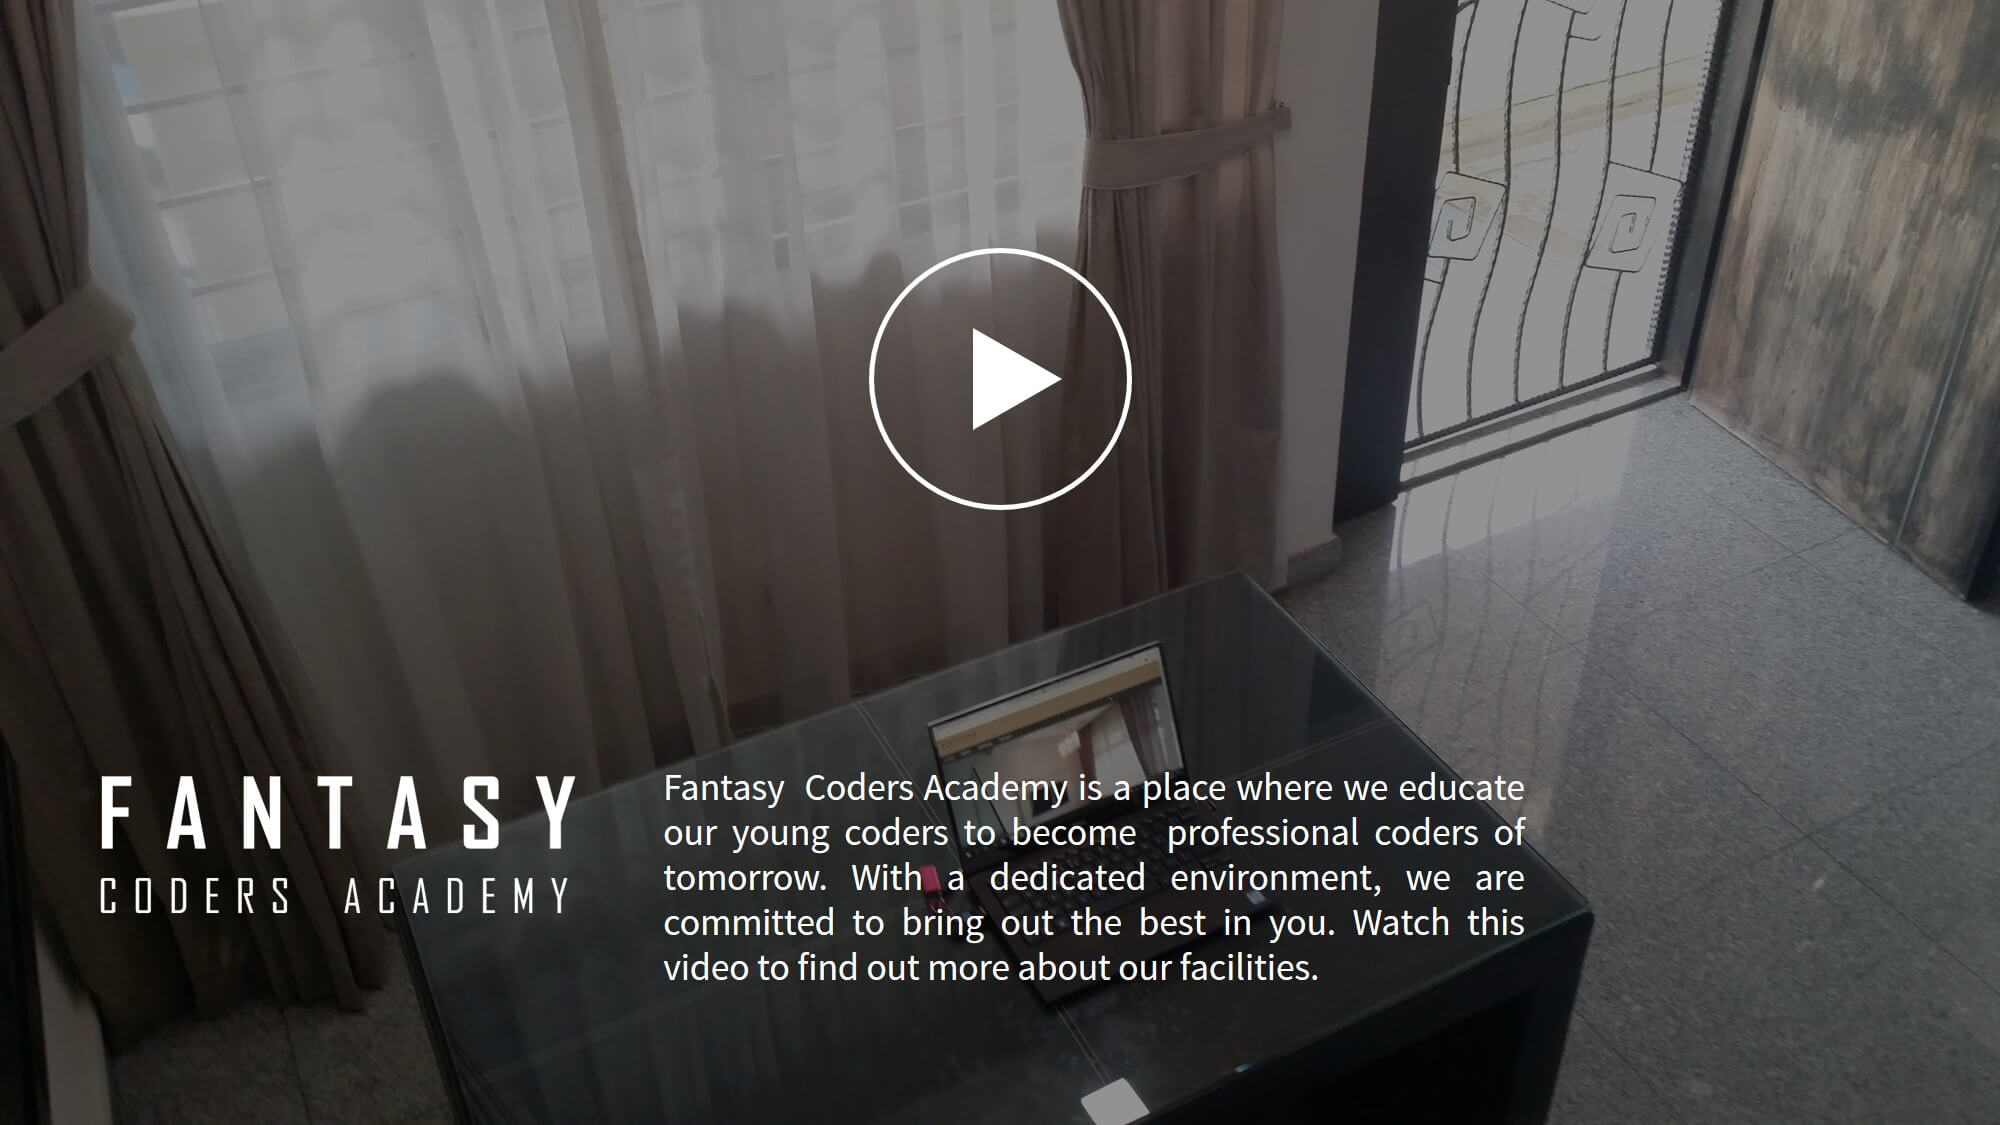 FANTASY
CODERS ACADEMY
Fantasy Coders Academy is a place where we educate
our young coders to become professional coders of
tomorrow. With a dedicated environment, we are
committed to bring out the best in you. Watch this
video to find out more about our facilities.